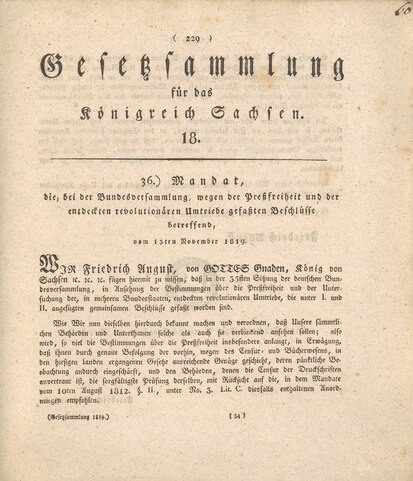 60
( 229 )
Gesetzsammlung
für das
Königreich Sachsen.
18.
36.) Mandat,
die, bei der Bundesversammlung, wegen der Preßfreiheit und der
entdeckten revolutionären Umtriebe gefaßten Beschlüsse
betreffend,
vom 13ten November 1819.
WIR Friedrich August, von GOTTES Gnaden, König von
Sachsen ꝛc. ꝛc. ꝛc. fügen hiermit zu wissen, daß in der 35sten Sitzung der deutschen Bun-
desversammlung, in Ansehung der Bestimmungen über die Preßfreiheit und der Unter-
suchung der, in mehreren Bundesstaaten, entdeckten revolutionären Umtriebe, die unter I. und
II. angefügten gemeinsamen Beschlüsse gefaßt worden sind.
Wie Wir nun dieselben hierdurch bekannt machen und verordnen, daß Unsere sämmtli-
chen Behörden und Unterthanen solche als auch sie verbindend ansehen sollen; also
wird, so viel die Bestimmungen über die Preßfreiheit insbesondere anlangt, in Erwägung,
daß ihnen durch genaue Befolgung der vorhin, wegen des Censur- und Bücherwesens, in
den hiesigen Landen ergangenen Gesetze ausreichende Genüge geschieht, deren pünktliche Be-
obachtung andurch eingeschärft, und den Behörden, denen die Censur der Druckschriften
anvertraut ist, die sorgfältigste Prüfung derselben, mit Rücksicht auf die, in dem Mandate
vom 10ten August 1812. §. II., unter No. 3. Lit. C. diesfalls enthaltenen Anord-
nungen empfohlen.
(Gesetzsammlung 1819.) [ 34 ]